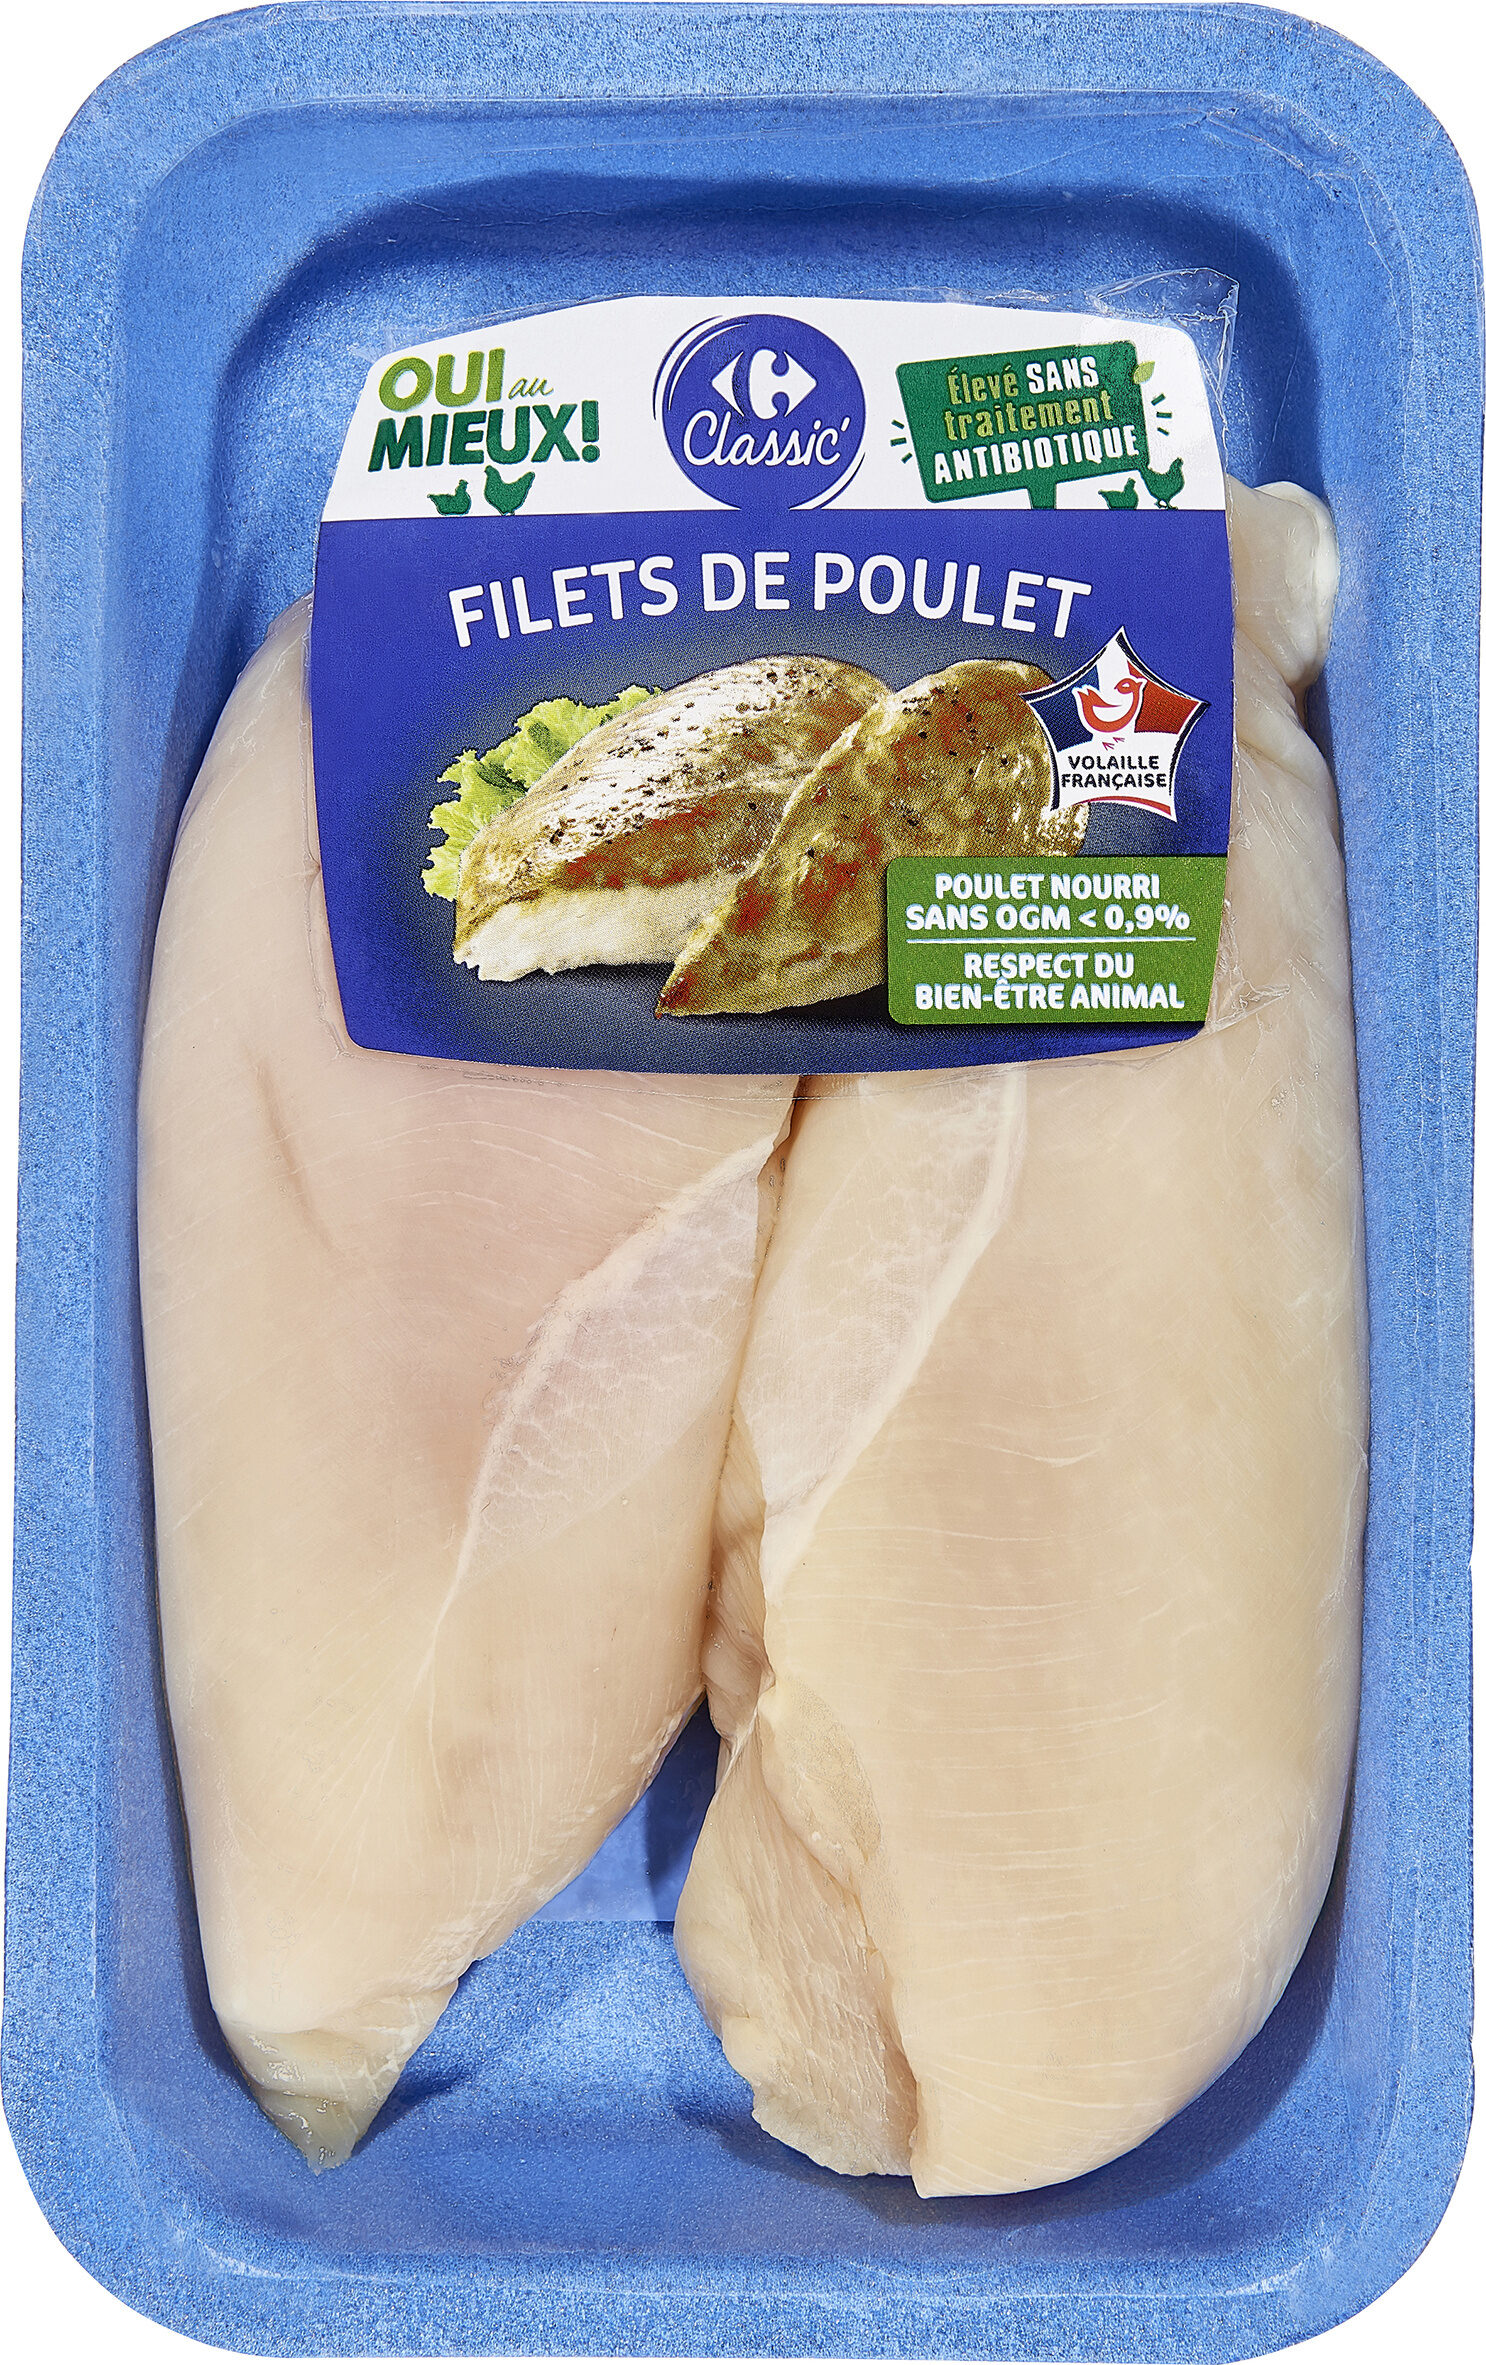 OUI au
MIEUX!
Classic'
Élevé SANS
traitement
ANTIBIOTIQUE
FILETS DE POULET
VOLAILLE
FRANÇAISE
POULET NOURRI
SANS OGM < 0,9%
RESPECT DU
BIEN-ÊTRE ANIMAL